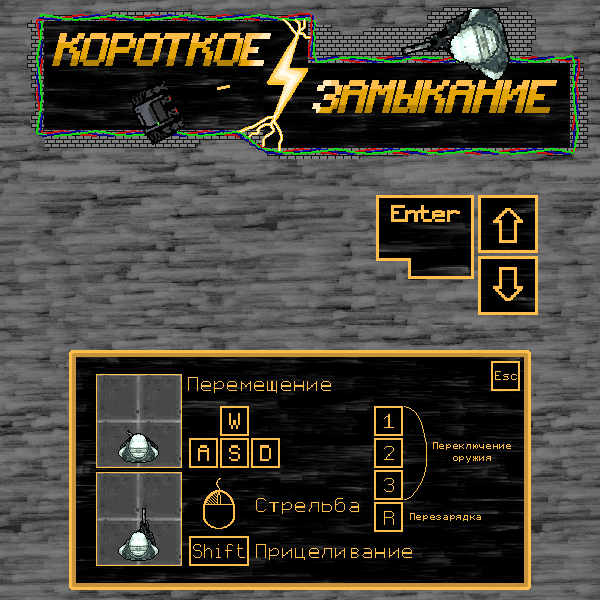 КОРОТКОЕ
ЗАМЫКАНИЕ
Enter
Esc
Перемещение
W
A S D
1
2
3
Переключение
оружия
Стрельба
R Перезарядка
Shift Прицеливание